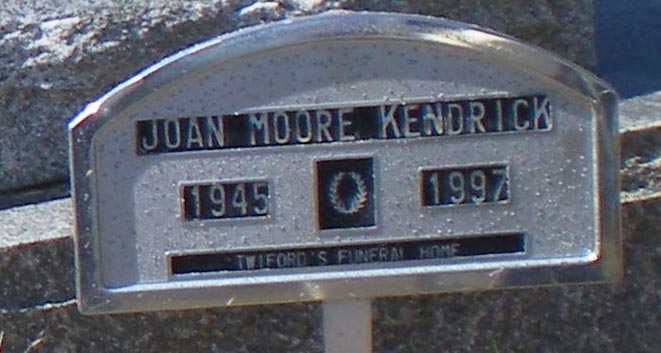 JOAN MOORE KENDRICK
1945 1997
TWIFORD'S FUNERAL HOME